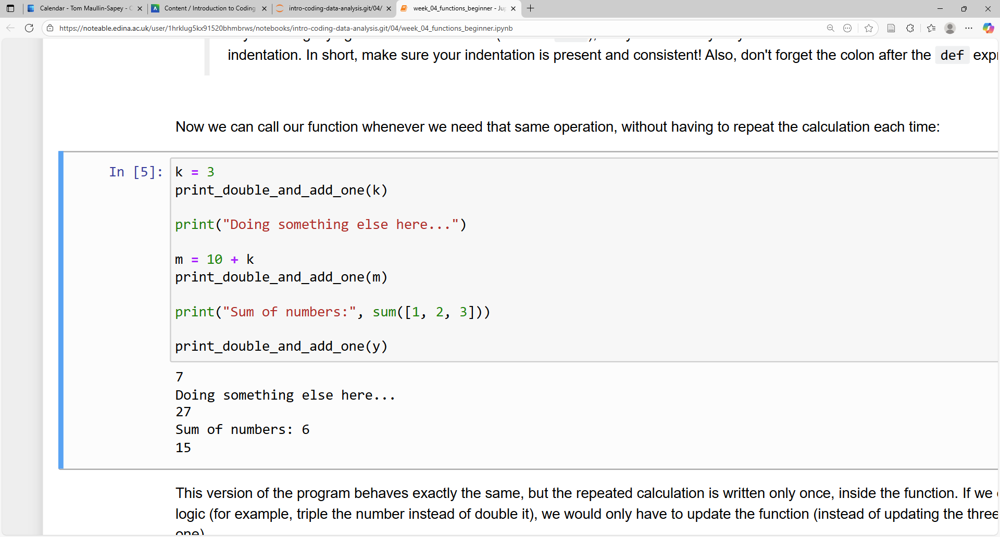 Calendar - Tom Maullin-Sapey -
Content / Introduction to Coding
intro-coding-data-analysis.git/04/
week_04_functions_beginner - Ju
https://noteable.edina.ac.uk/user/1hrklug5kx91520bhmbrws/notebooks/intro-coding-data-analysis.git/04/week_04_functions_beginner.ipynb
indentation. In short, make sure your indentation is present and consistent! Also, don't forget the colon after the def expr
Now we can call our function whenever we need that same operation, without having to repeat the calculation each time:
In [5]:
k = 3
print_double_and_add_one(k)
print("Doing something else here...")
m = 10 + k
print_double_and_add_one(m)
print("Sum of numbers:", sum([1, 2, 3]))
print_double_and_add_one(y)
7
Doing something else here...
27
Sum of numbers: 6
15
This version of the program behaves exactly the same, but the repeated calculation is written only once, inside the function. If we
logic (for example, triple the number instead of double it), we would only have to update the function (instead of updating the three
one)